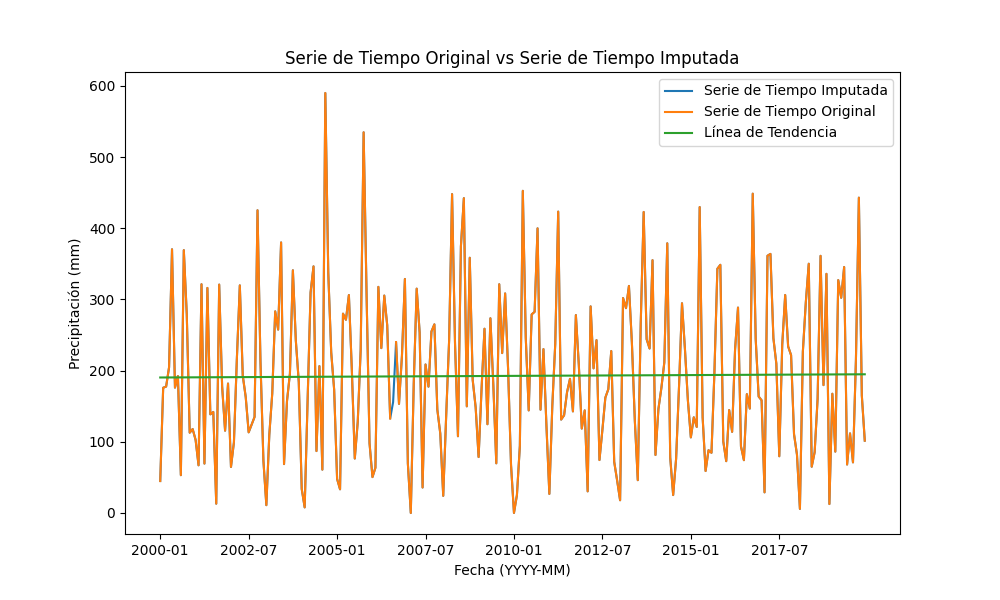 Serie de Tiempo Original vs Serie de Tiempo Imputada
Serie de Tiempo Imputada
Serie de Tiempo Original
Línea de Tendencia
600
500
400
300
200
100
0
Precipitación (mm)
2000-01 2002-07 2005-01 2007-07 2010-01 2012-07 2015-01 2017-07
Fecha (YYYY-MM)